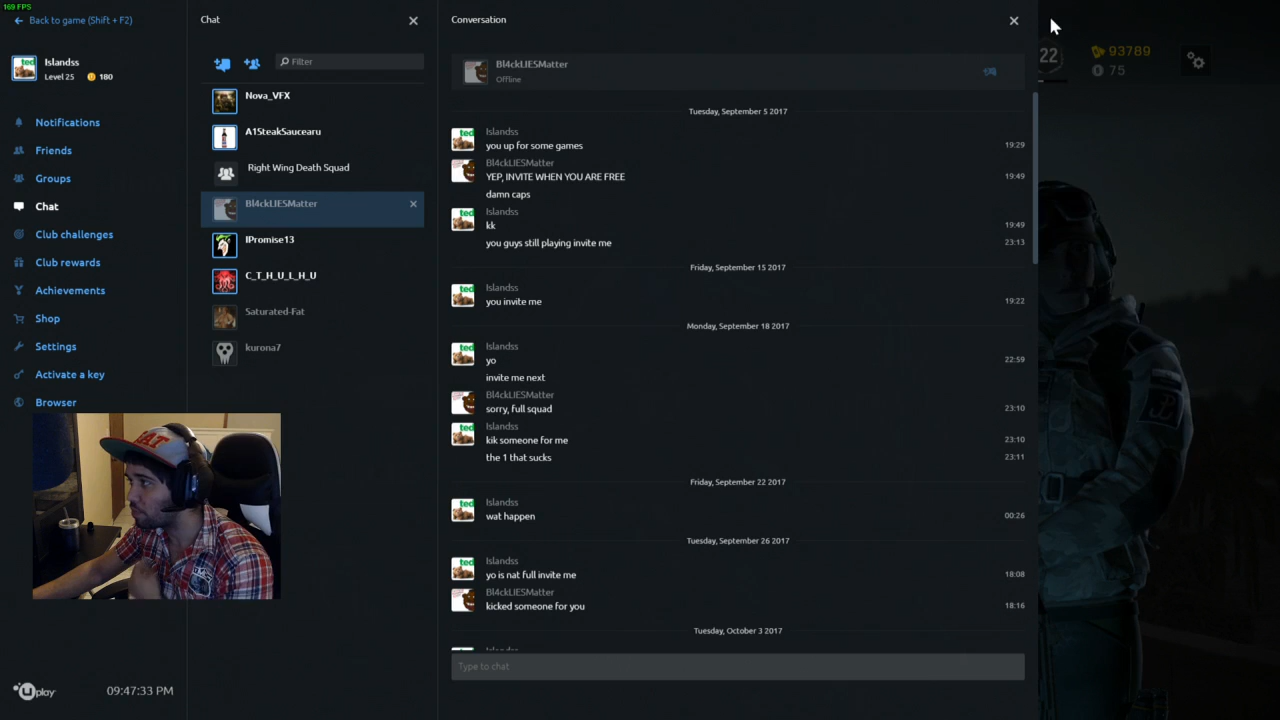 169 FPS
Back to game (Shift + F2)
Islandss
Level 25 180
Notifications
Friends
Groups
Chat
Club challenges
Club rewards
Achievements
Shop
Settings
Activate a key
Browser
uplay
09:47:33 PM
Chat
Filter
Nova_VFX
A1SteakSaucearu
Right Wing Death Squad
Bl4ckLIESMatter
IPromise13
C_T_H_U_L_H_U
Saturated-Fat
kurona7
Conversation
Bl4ckLIESMatter
Offline
Tuesday, September 5 2017
Islandss
you up for some games 19:29
Bl4ckLIESMatter
YEP, INVITE WHEN YOU ARE FREE 19:49
damn caps
Islandss
kk 19:49
you guys still playing invite me 23:13
Friday, September 15 2017
Islandss
you invite me 19:22
Monday, September 18 2017
Islandss
yo 22:59
invite me next
Bl4ckLIESMatter
sorry, full squad 23:10
Islandss
kik someone for me 23:10
the 1 that sucks 23:11
Friday, September 22 2017
Islandss
wat happen 00:26
Tuesday, September 26 2017
Islandss
yo is nat full invite me 18:08
Bl4ckLIESMatter
kicked someone for you 18:16
Tuesday, October 3 2017
Type to chat
22
93789
75